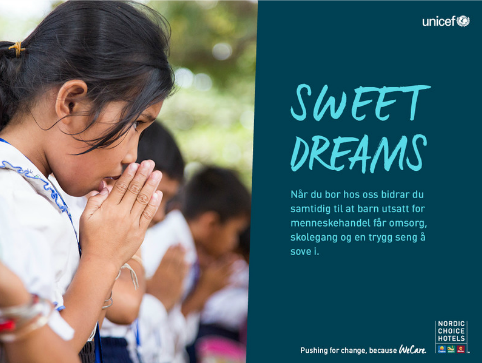 unicef
SWEET
DREAMS
Når du bor hos oss bidrar du
samtidig til at barn utsatt for
menneskehandel får omsorg,
skolegang og en trygg seng å
sove i.
NORDIC
CHOICE
HOTELS
Pushing for change, because WeCare.